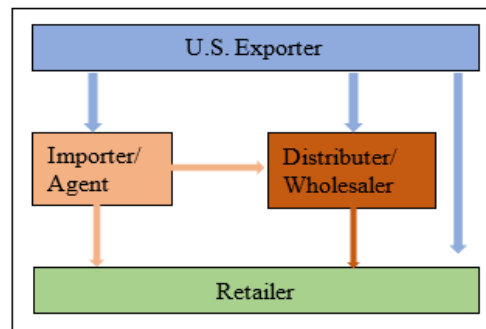 U.S. Exporter
Importer/
Agent
Distributer/
Wholesaler
Retailer